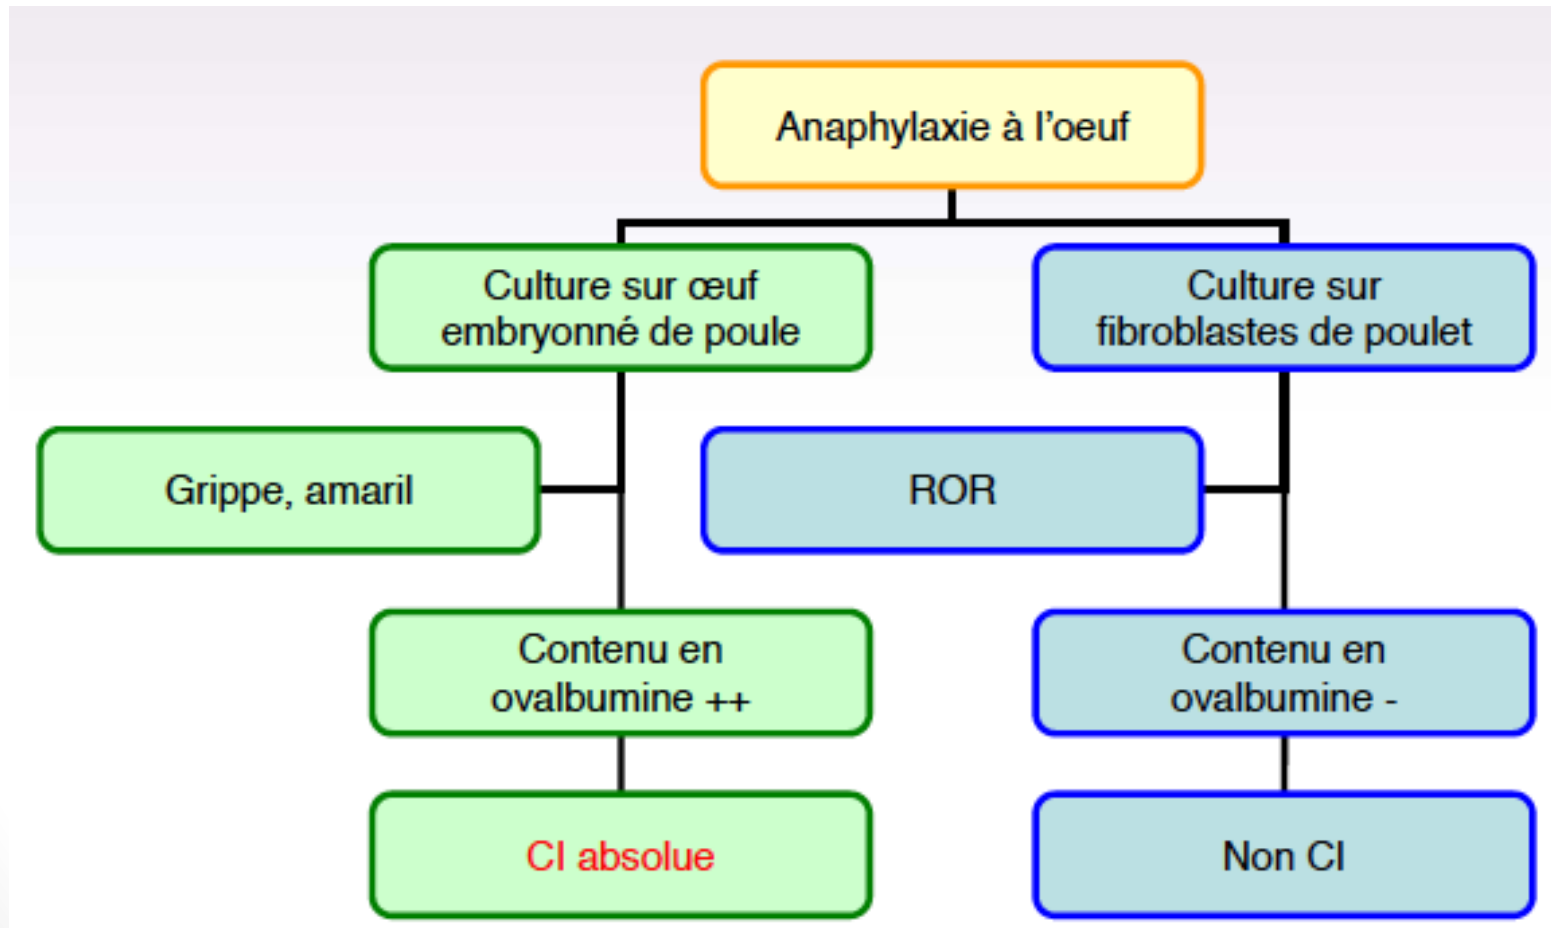 Anaphylaxie à l'oeuf
Culture sur œuf
embryonné de poule
Culture sur
fibroblastes de poulet
Grippe, amaril
ROR
Contenu en
ovalbumine ++
Contenu en
ovalbumine -
CI absolue
Non CI